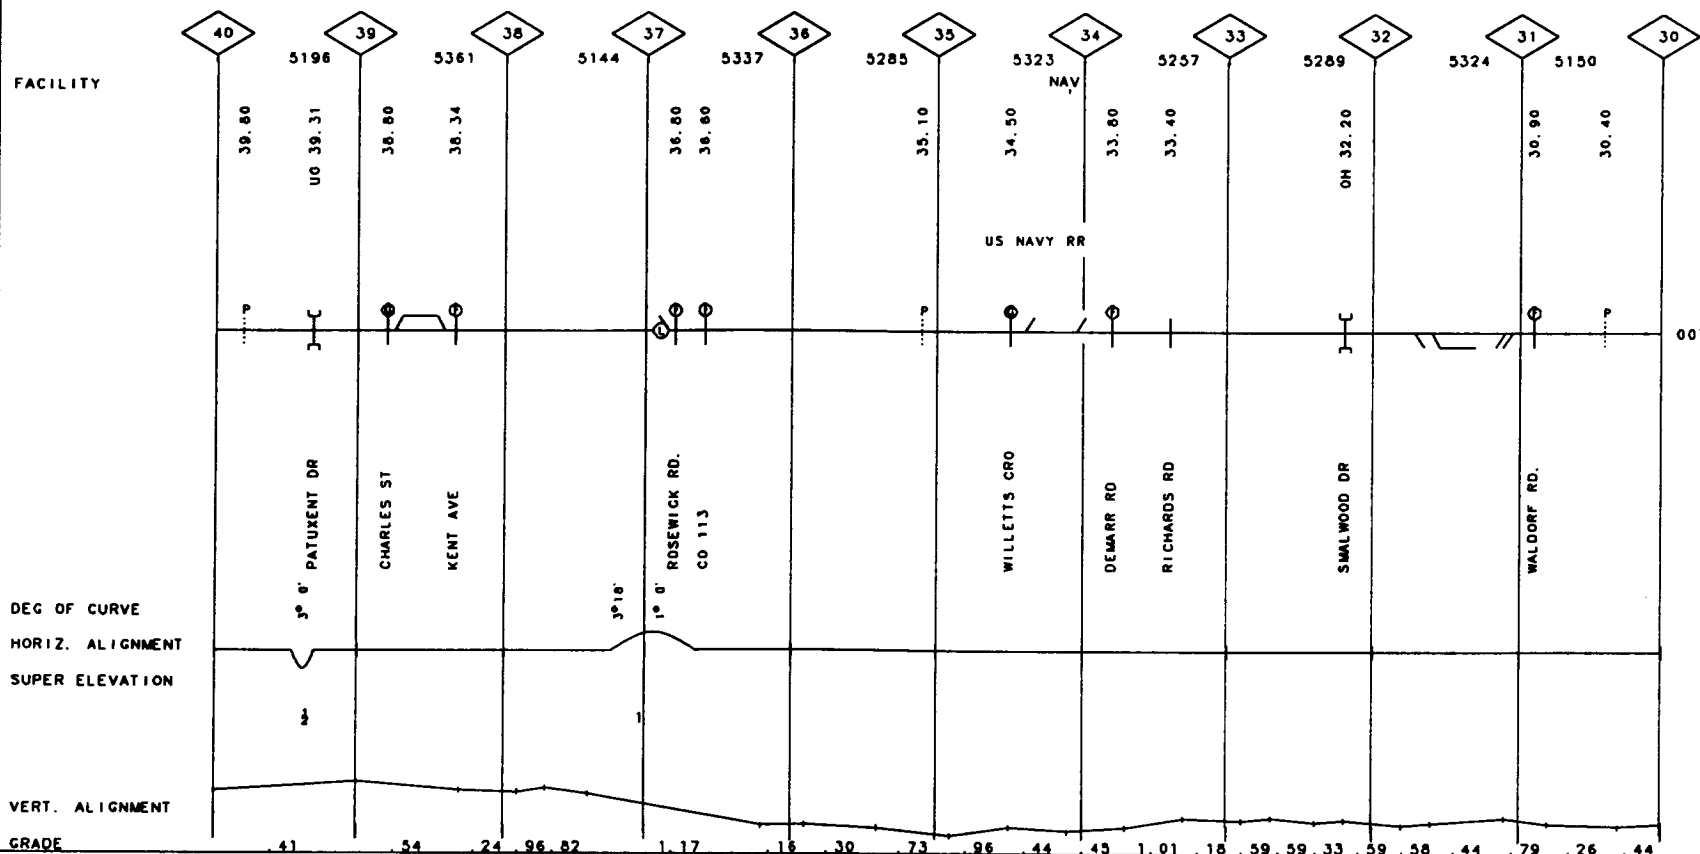 40 39 38 37 36 35 34 33 32 31 30
5196 5361 5144 5337 5285 5323 5257 5289 5324 5150
FACILITY
NAV
39.80 UG 39.31 38.80 38.34 36.80 36.60 35.10 34.50 33.80 33.40 OH 32.20 30.90 30.40
US NAVY RR
P P P
L
00
PATUXENT DR
CHARLES ST
KENT AVE
ROSEWICK RD.
CO 113
WILLETTS CRO
DEMARR RD
RICHARDS RD
SMALWOOD DR
WALDORF RD.
DEG OF CURVE 3° 0' 3°18' 1° 0'
HORIZ. ALIGNMENT
SUPER ELEVATION
½ 1
VERT. ALIGNMENT
GRADE .41 .54 .24 .96 .82 1.17 .16 .30 .73 .96 .44 .45 1.01 .18 .59 .59 .33 .59 .58 .44 .79 .26 .44